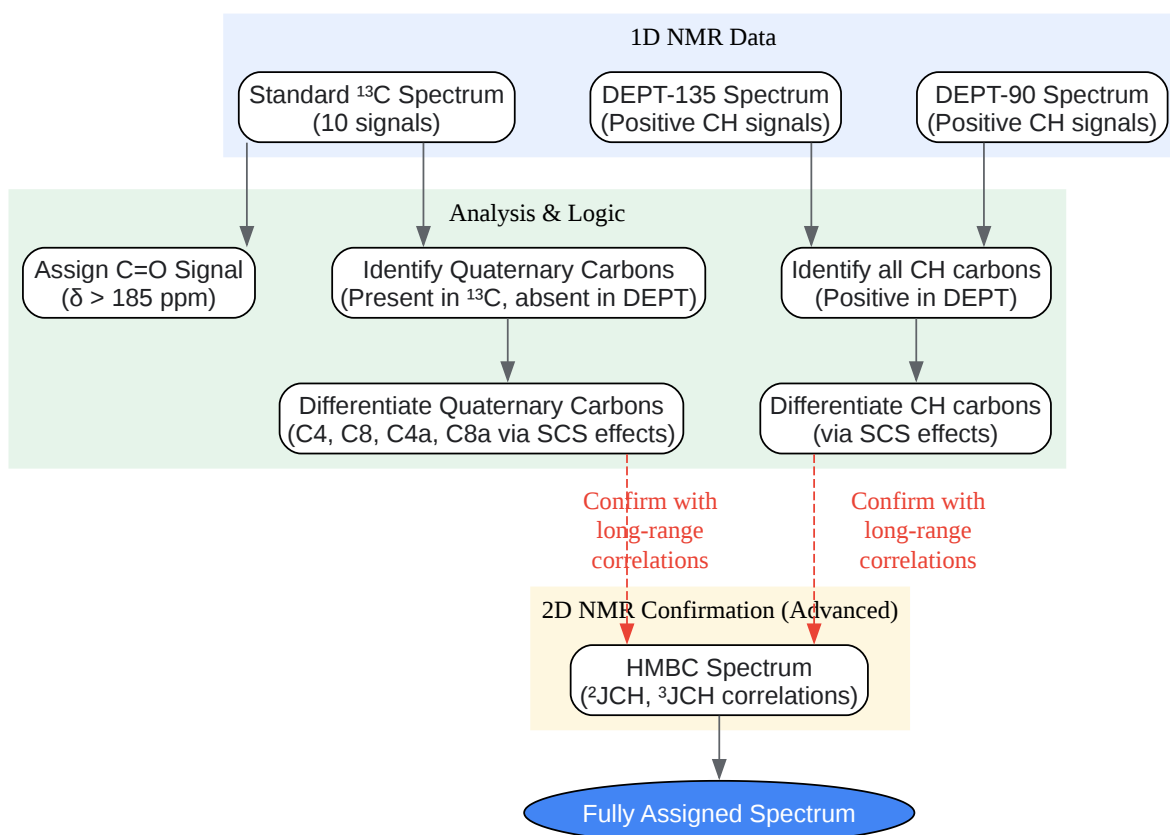 1D NMR Data
Standard ¹³C Spectrum
(10 signals)
DEPT-135 Spectrum
(Positive CH signals)
DEPT-90 Spectrum
(Positive CH signals)
Analysis & Logic
Assign C=O Signal
(δ > 185 ppm)
Identify Quaternary Carbons
(Present in ¹³C, absent in DEPT)
Identify all CH carbons
(Positive in DEPT)
Differentiate Quaternary Carbons
(C4, C8, C4a, C8a via SCS effects)
Differentiate CH carbons
(via SCS effects)
Confirm with
long-range
correlations
Confirm with
long-range
correlations
2D NMR Confirmation (Advanced)
HMBC Spectrum
(²JCH, ³JCH correlations)
Fully Assigned Spectrum